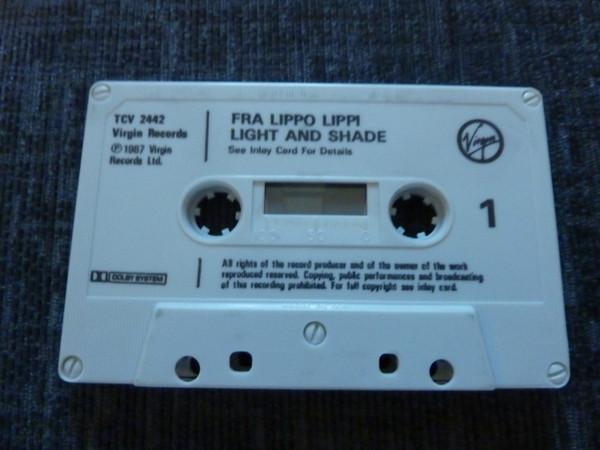 TCV 2442
Virgin Records
Ⓟ1987 Virgin
Records Ltd.
FRA LIPPO LIPPI
LIGHT AND SHADE
See Inlay Card For Details
Virgin
1
DOLBY SYSTEM
All rights of the record producer and of the owner of the work
reproduced reserved. Copying, public performances and broadcasting
of this recording prohibited. For full copyright see inlay card.